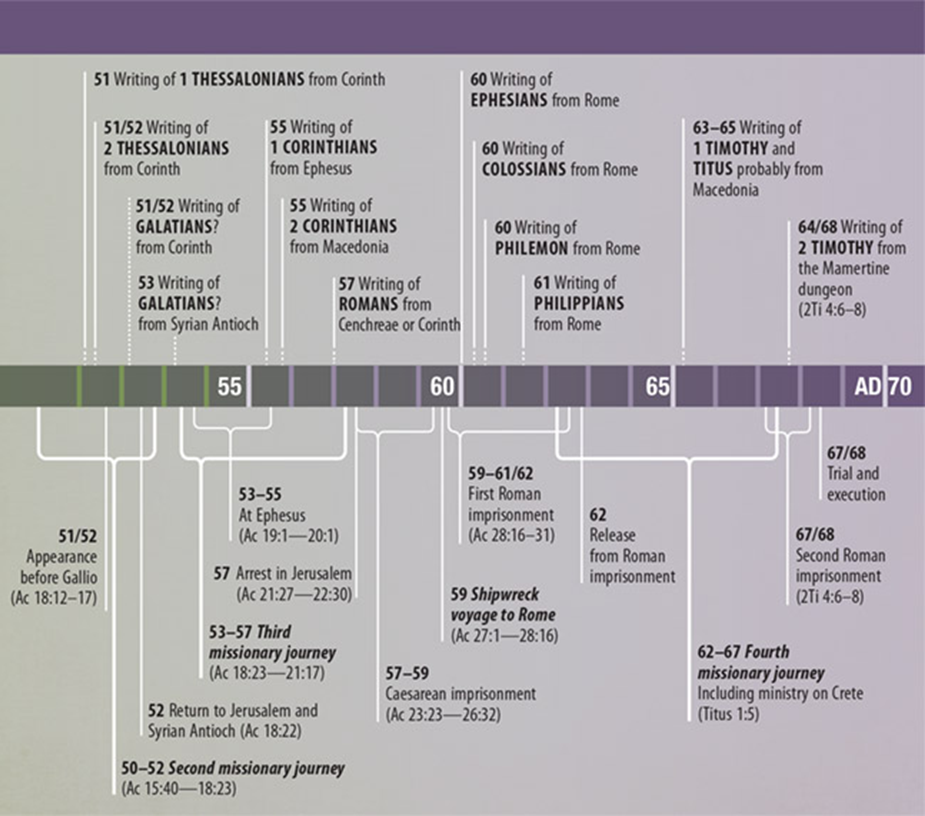 51 Writing of 1 THESSALONIANS from Corinth
51/52 Writing of
2 THESSALONIANS
from Corinth
51/52 Writing of
GALATIANS?
from Corinth
53 Writing of
GALATIANS?
from Syrian Antioch
55 Writing of
1 CORINTHIANS
from Ephesus
55 Writing of
2 CORINTHIANS
from Macedonia
57 Writing of
ROMANS from
Cenchreae or Corinth
60 Writing of
EPHESIANS from Rome
60 Writing of
COLOSSIANS from Rome
60 Writing of
PHILEMON from Rome
61 Writing of
PHILIPPIANS
from Rome
63–65 Writing of
1 TIMOTHY and
TITUS probably from
Macedonia
64/68 Writing of
2 TIMOTHY from
the Mamertine
dungeon
(2Ti 4:6–8)
55
60
65
AD 70
51/52
Appearance
before Gallio
(Ac 18:12–17)
53–55
At Ephesus
(Ac 19:1—20:1)
57 Arrest in Jerusalem
(Ac 21:27—22:30)
53–57 Third
missionary journey
(Ac 18:23—21:17)
52 Return to Jerusalem and
Syrian Antioch (Ac 18:22)
50–52 Second missionary journey
(Ac 15:40—18:23)
59–61/62
First Roman
imprisonment
(Ac 28:16–31)
59 Shipwreck
voyage to Rome
(Ac 27:1—28:16)
57–59
Caesarean imprisonment
(Ac 23:23—26:32)
62
Release
from Roman
imprisonment
62–67 Fourth
missionary journey
Including ministry on Crete
(Titus 1:5)
67/68
Trial and
execution
67/68
Second Roman
imprisonment
(2Ti 4:6–8)